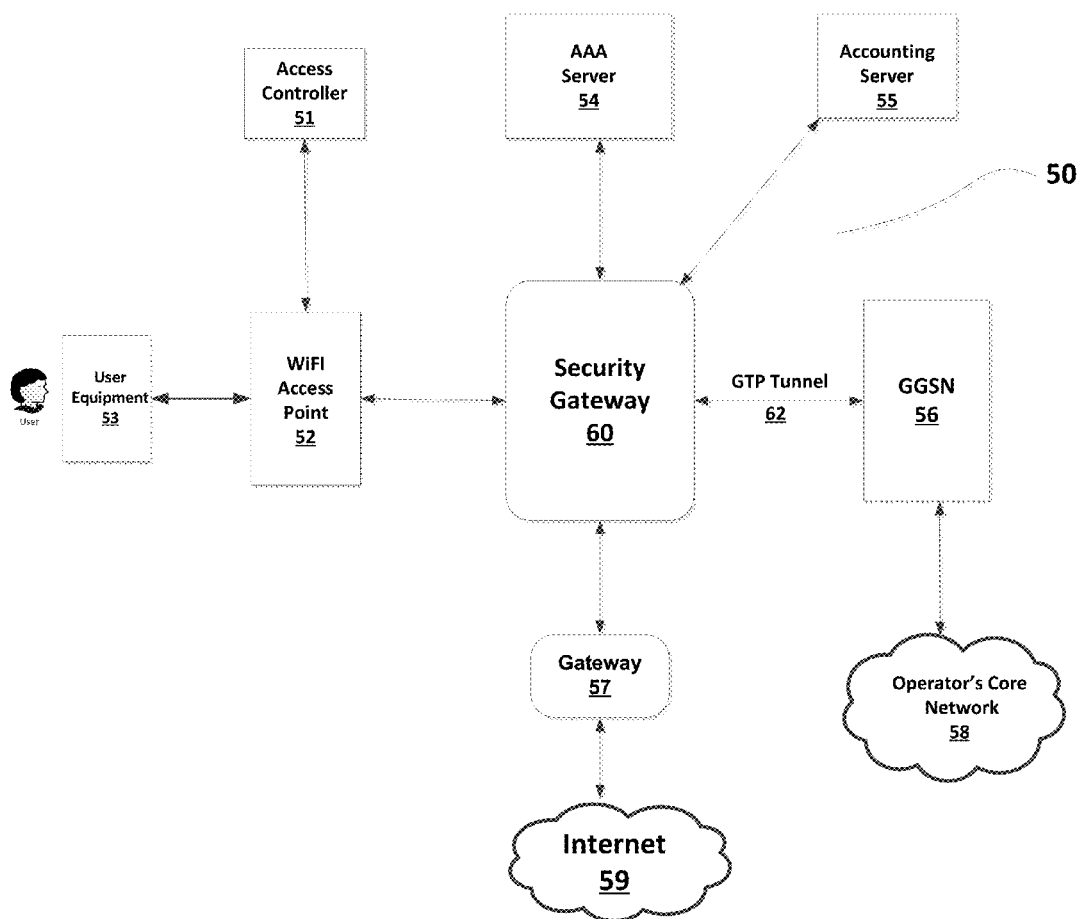 Access
Controller
51
AAA
Server
54
Accounting
Server
55
50
User
User
Equipment
53
WiFI
Access
Point
52
Security
Gateway
60
GTP Tunnel
62
GGSN
56
Gateway
57
Operator's Core
Network
58
Internet
59